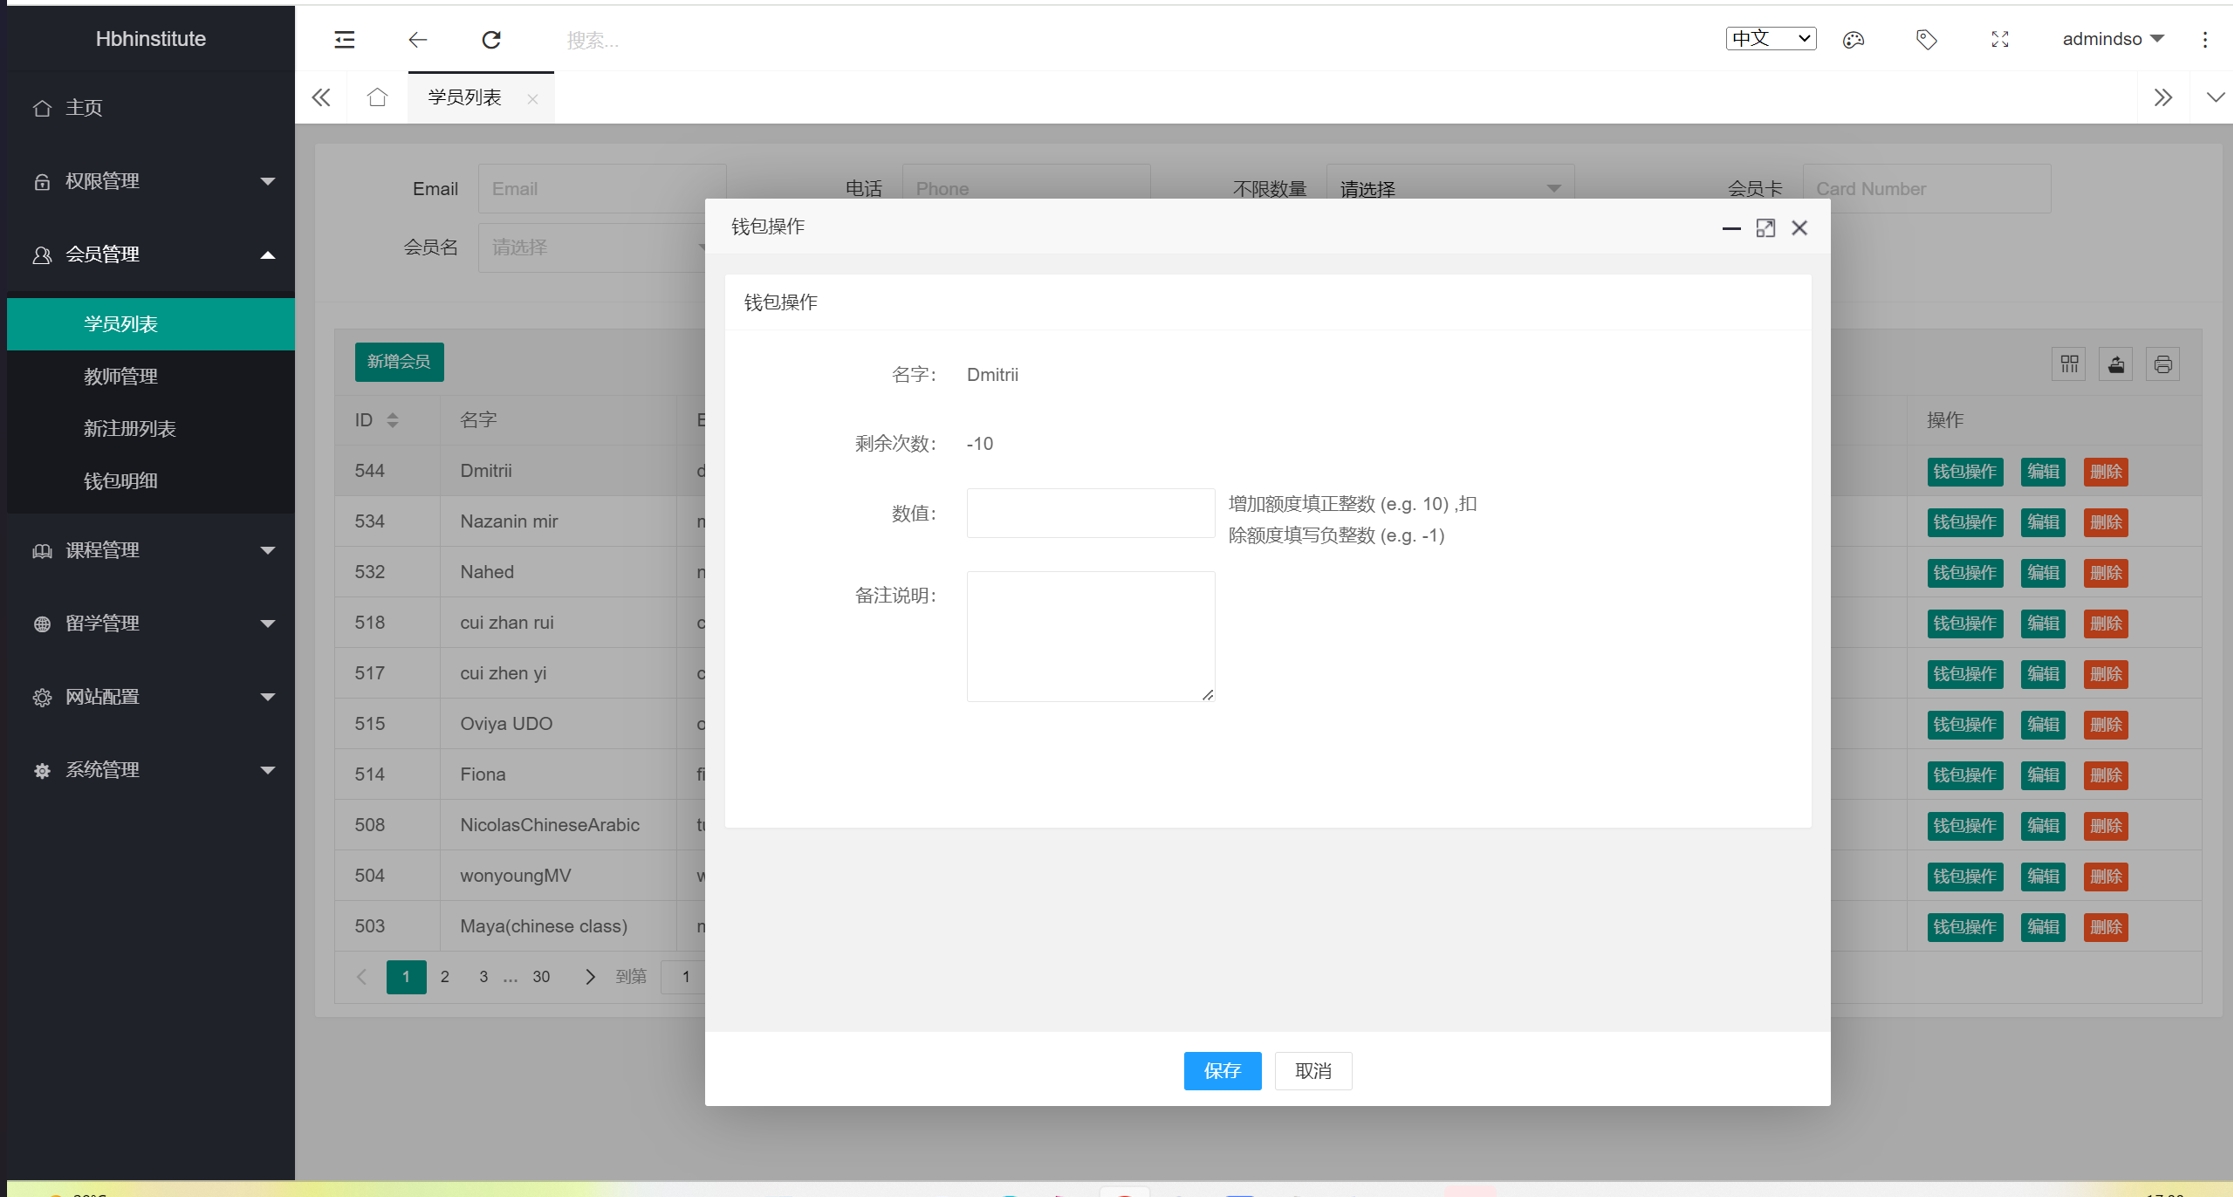 Hbhinstitute
搜索...
中文
admindso
主页
权限管理
会员管理
学员列表
教师管理
新注册列表
钱包明细
课程管理
留学管理
网站配置
系统管理
学员列表
Email Email 电话 Phone 不限数量 请选择 会员卡 Card Number
会员名 请选择
新增会员
ID 名字 操作
544 Dmitrii 钱包操作 编辑 删除
534 Nazanin mir 钱包操作 编辑 删除
532 Nahed 钱包操作 编辑 删除
518 cui zhan rui 钱包操作 编辑 删除
517 cui zhen yi 钱包操作 编辑 删除
515 Oviya UDO 钱包操作 编辑 删除
514 Fiona 钱包操作 编辑 删除
508 NicolasChineseArabic 钱包操作 编辑 删除
504 wonyoungMV 钱包操作 编辑 删除
503 Maya(chinese class) 钱包操作 编辑 删除
1 2 3 ... 30 到第 1
钱包操作
钱包操作
名字: Dmitrii
剩余次数: -10
数值: 增加额度填正整数 (e.g. 10) ,扣
除额度填写负整数 (e.g. -1)
备注说明:
保存 取消